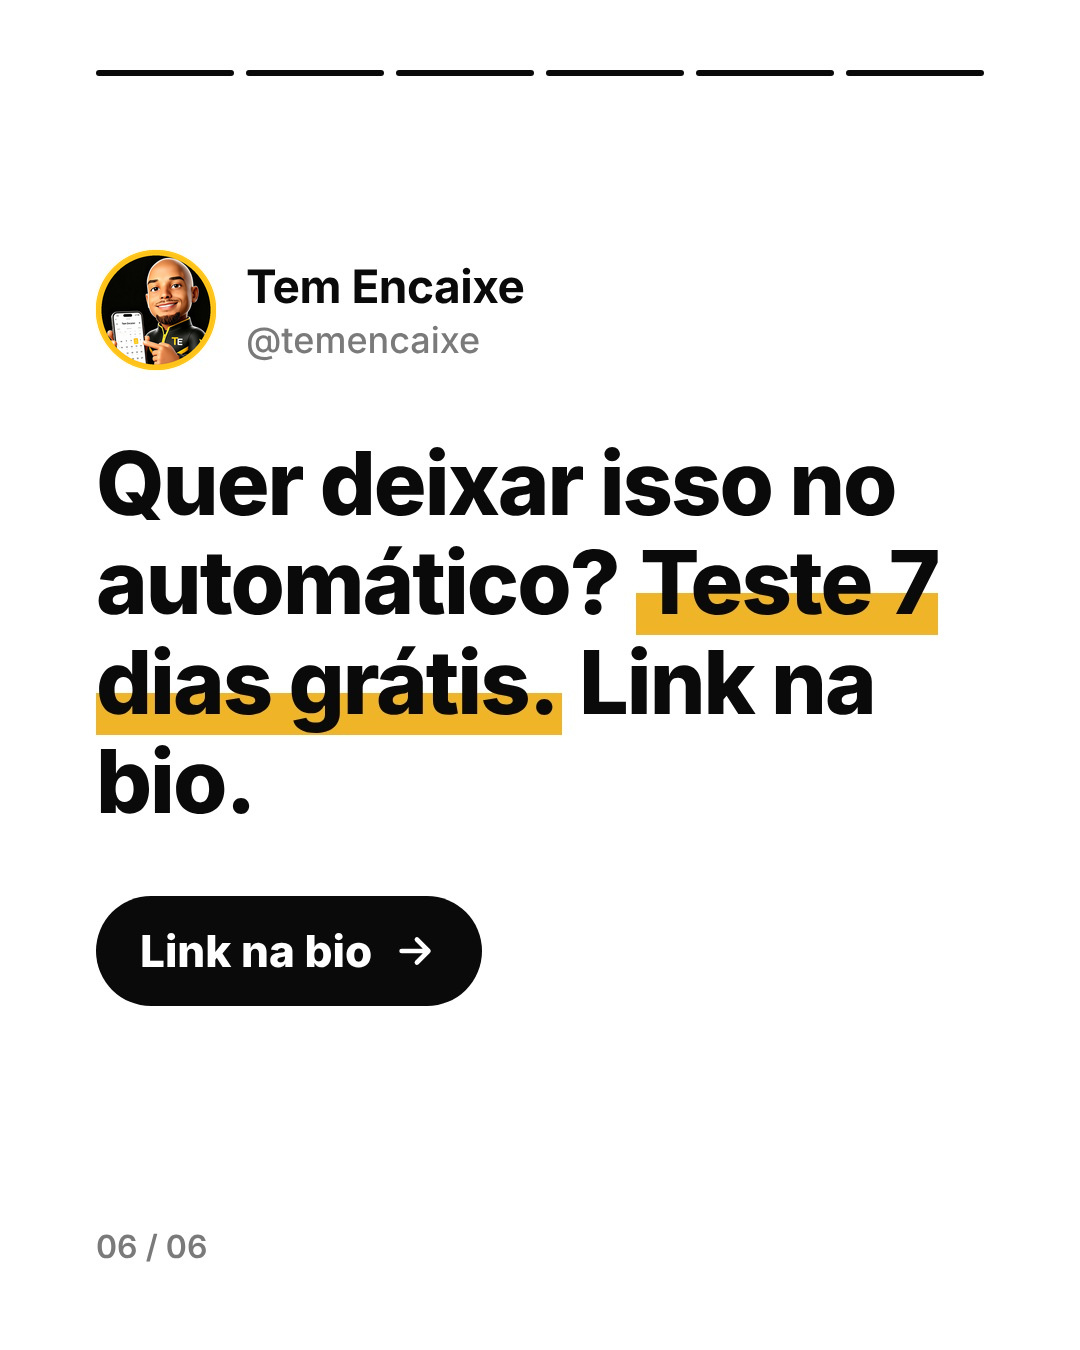 Tem Encaixe
@temencaixe
Quer deixar isso no
automático? Teste 7
dias grátis. Link na
bio.
Link na bio →
06 / 06
TE